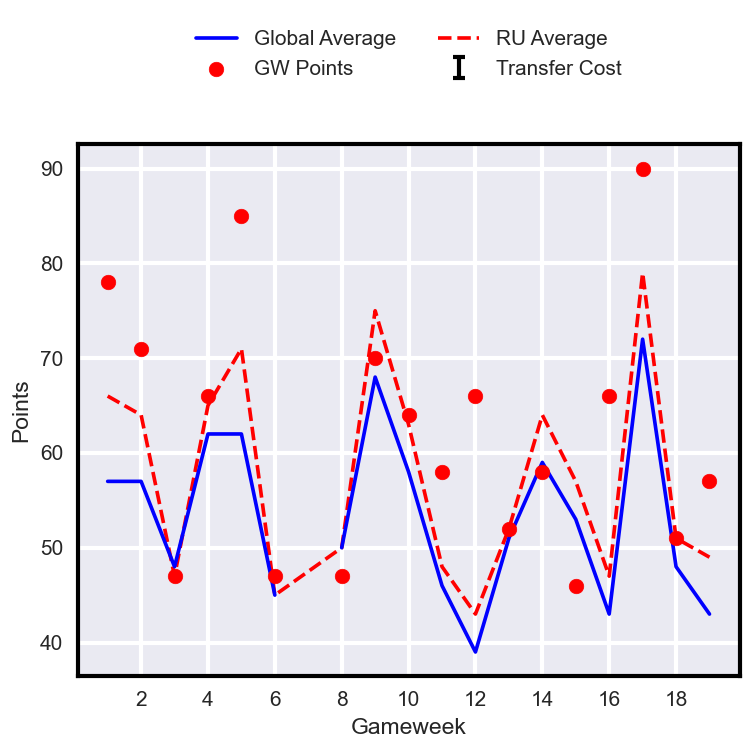 Global Average
RU Average
GW Points
Transfer Cost
90
80
70
60
50
40
Points
2 4 6 8 10 12 14 16 18
Gameweek